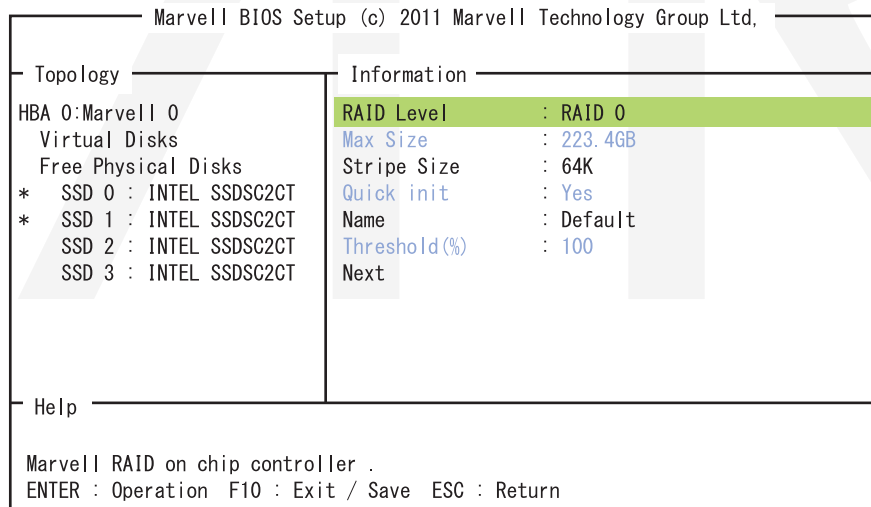 Marvell BIOS Setup (c) 2011 Marvell Technology Group Ltd,
Topology
HBA 0:Marvell 0
Virtual Disks
Free Physical Disks
* SSD 0 : INTEL SSDSC2CT
* SSD 1 : INTEL SSDSC2CT
SSD 2 : INTEL SSDSC2CT
SSD 3 : INTEL SSDSC2CT
Information
RAID Level : RAID 0
Max Size : 223.4GB
Stripe Size : 64K
Quick init : Yes
Name : Default
Threshold(%) : 100
Next
Help
Marvell RAID on chip controller .
ENTER : Operation F10 : Exit / Save ESC : Return